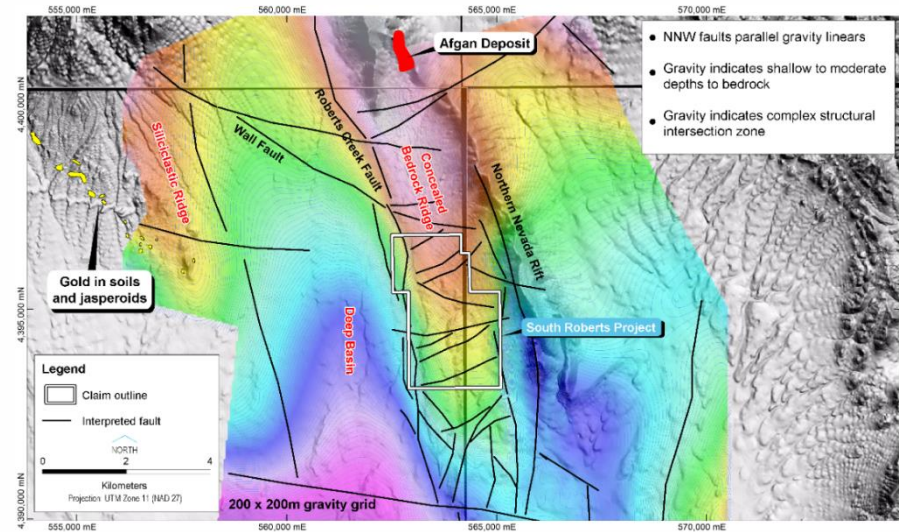 555,000 mE
560,000 mE
565,000 mE
570,000 mE
4,400,000 mN
4,395,000 mN
4,390,000 mN
Afgan Deposit
• NNW faults parallel gravity linears
• Gravity indicates shallow to moderate
depths to bedrock
• Gravity indicates complex structural
intersection zone
Siliciclastic Ridge
Wall Fault
Roberts Creek Fault
Concealed
Bedrock Ridge
Northern Nevada Rift
Gold in soils
and jasperoids
Deep Basin
South Roberts Project
Legend
Claim outline
Interpreted fault
NORTH
0 2 4
Kilometers
Projection: UTM Zone 11 (NAD 27)
200 x 200m gravity grid
555,000 mE
560,000 mE
565,000 mE
570,000 mE